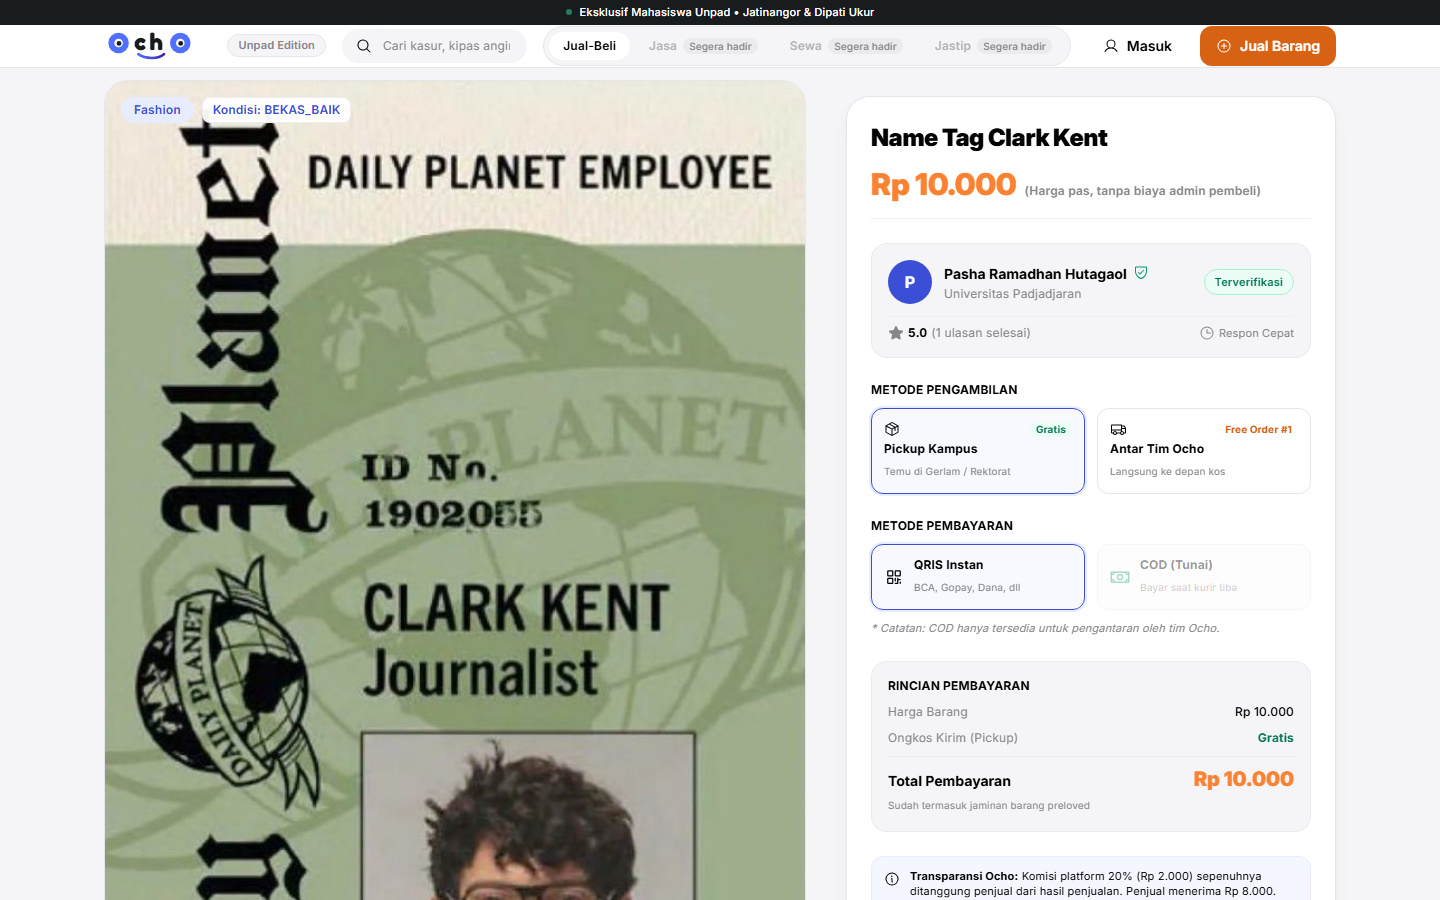 Eksklusif Mahasiswa Unpad • Jatinangor & Dipati Ukur
ocho
Unpad Edition
Cari kasur, kipas angi
Jual-Beli
Jasa Segera hadir
Sewa Segera hadir
Jastip Segera hadir
Masuk
Jual Barang
Fashion
Kondisi: BEKAS_BAIK
DAILY PLANET EMPLOYEE
Planet
PLANET
ID No.
1902055
CLARK KENT
Journalist
DAILY PLANET
Name Tag Clark Kent
Rp 10.000 (Harga pas, tanpa biaya admin pembeli)
P
Pasha Ramadhan Hutagaol
Universitas Padjadjaran
Terverifikasi
5.0 (1 ulasan selesai)
Respon Cepat
METODE PENGAMBILAN
Gratis
Pickup Kampus
Temu di Gerlam / Rektorat
Free Order #1
Antar Tim Ocho
Langsung ke depan kos
METODE PEMBAYARAN
QRIS Instan
BCA, Gopay, Dana, dll
COD (Tunai)
Bayar saat kurir tiba
* Catatan: COD hanya tersedia untuk pengantaran oleh tim Ocho.
RINCIAN PEMBAYARAN
Harga Barang Rp 10.000
Ongkos Kirim (Pickup) Gratis
Total Pembayaran Rp 10.000
Sudah termasuk jaminan barang preloved
Transparansi Ocho: Komisi platform 20% (Rp 2.000) sepenuhnya
ditanggung penjual dari hasil penjualan. Penjual menerima Rp 8.000.